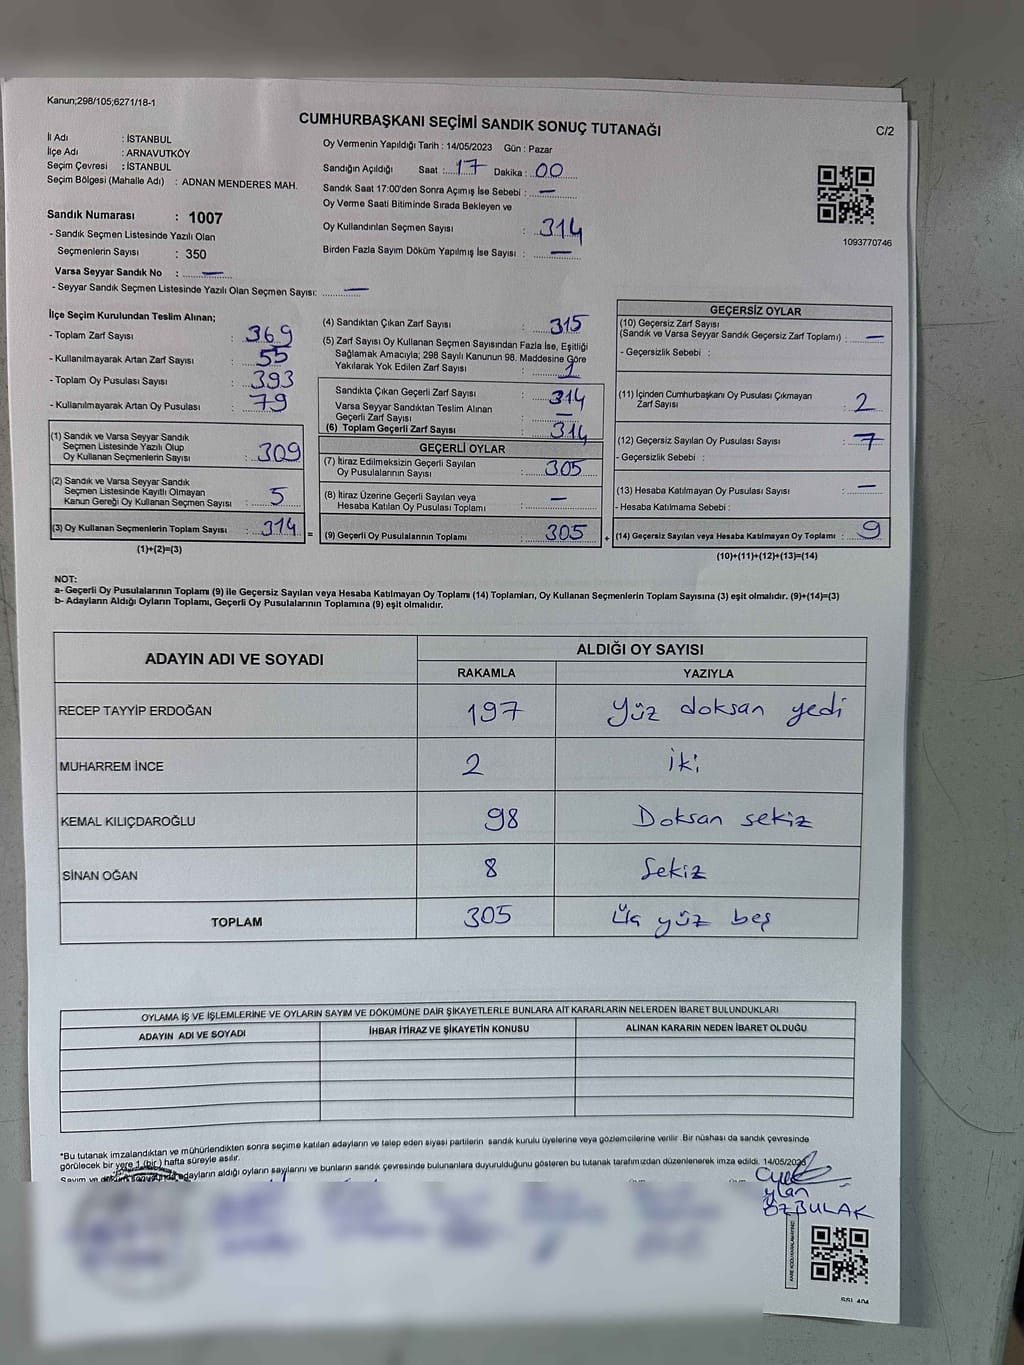 Kanun;298/105;6271/18-1
CUMHURBAŞKANI SEÇİMİ SANDIK SONUÇ TUTANAĞI
C/2
İl Adı : İSTANBUL
İlçe Adı : ARNAVUTKÖY
Seçim Çevresi : İSTANBUL
Seçim Bölgesi (Mahalle Adı) : ADNAN MENDERES MAH.
Sandık Numarası : 1007
- Sandık Seçmen Listesinde Yazılı Olan
Seçmenlerin Sayısı : 350
Varsa Seyyar Sandık No : —
- Seyyar Sandık Seçmen Listesinde Yazılı Olan Seçmen Sayısı: —
Oy Vermenin Yapıldığı Tarih : 14/05/2023 Gün : Pazar
Sandığın Açıldığı Saat : 17 Dakika : 00
Sandık Saat 17:00'den Sonra Açımış İse Sebebi : —
Oy Verme Saati Bitiminde Sırada Bekleyen ve
Oy Kullandırılan Seçmen Sayısı : 314
Birden Fazla Sayım Döküm Yapılmış İse Sayısı : —
1093770746
İlçe Seçim Kurulundan Teslim Alınan;
- Toplam Zarf Sayısı : 369
- Kullanılmayarak Artan Zarf Sayısı : 55
- Toplam Oy Pusulası Sayısı : 393
- Kullanılmayarak Artan Oy Pusulası : 79
(1) Sandık ve Varsa Seyyar Sandık
Seçmen Listesinde Yazılı Olup
Oy Kullanan Seçmenlerin Sayısı : 309
(2) Sandık ve Varsa Seyyar Sandık
Seçmen Listesinde Kayıtlı Olmayan
Kanun Gereği Oy Kullanan Seçmen Sayısı : 5
(3) Oy Kullanan Seçmenlerin Toplam Sayısı : 314 =
(1)+(2)=(3)
(4) Sandıktan Çıkan Zarf Sayısı : 315
(5) Zarf Sayısı Oy Kullanan Seçmen Sayısından Fazla İse, Eşitliği
Sağlamak Amacıyla; 298 Sayılı Kanunun 98. Maddesine Göre
Yakılarak Yok Edilen Zarf Sayısı : 1
Sandıkta Çıkan Geçerli Zarf Sayısı : 314
Varsa Seyyar Sandıktan Teslim Alınan
Geçerli Zarf Sayısı : —
(6) Toplam Geçerli Zarf Sayısı : 314
GEÇERLİ OYLAR
(7) İtiraz Edilmeksizin Geçerli Sayılan
Oy Pusulalarının Sayısı : 305
(8) İtiraz Üzerine Geçerli Sayılan veya
Hesaba Katılan Oy Pusulası Toplamı : —
(9) Geçerli Oy Pusulalarının Toplamı : 305 +
GEÇERSİZ OYLAR
(10) Geçersiz Zarf Sayısı
(Sandık ve Varsa Seyyar Sandık Geçersiz Zarf Toplamı) : —
- Geçersizlik Sebebi :
(11) İçinden Cumhurbaşkanı Oy Pusulası Çıkmayan
Zarf Sayısı : 2
(12) Geçersiz Sayılan Oy Pusulası Sayısı : 7
- Geçersizlik Sebebi :
(13) Hesaba Katılmayan Oy Pusulası Sayısı : —
- Hesaba Katılmama Sebebi :
(14) Geçersiz Sayılan veya Hesaba Katılmayan Oy Toplamı : 9
(10)+(11)+(12)+(13)=(14)
NOT:
a- Geçerli Oy Pusulalarının Toplamı (9) ile Geçersiz Sayılan veya Hesaba Katılmayan Oy Toplamı (14) Toplamları, Oy Kullanan Seçmenlerin Toplam Sayısına (3) eşit olmalıdır. (9)+(14)=(3)
b- Adayların Aldığı Oyların Toplamı, Geçerli Oy Pusulalarının Toplamına (9) eşit olmalıdır.
ADAYIN ADI VE SOYADI ALDIĞI OY SAYISI
RAKAMLA YAZIYLA
RECEP TAYYİP ERDOĞAN 197 Yüz doksan yedi
MUHARREM İNCE 2 iki
KEMAL KILIÇDAROĞLU 98 Doksan sekiz
SİNAN OĞAN 8 Sekiz
TOPLAM 305 üç yüz beş
OYLAMA İŞ VE İŞLEMLERİNE VE OYLARIN SAYIM VE DÖKÜMÜNE DAİR ŞİKAYETLERLE BUNLARA AİT KARARLARIN NELERDEN İBARET BULUNDUKLARI
ADAYIN ADI VE SOYADI İHBAR İTİRAZ VE ŞİKAYETİN KONUSU ALINAN KARARIN NEDEN İBARET OLDUĞU
*Bu tutanak imzalandıktan ve mühürlendikten sonra seçime katılan adayların ve talep eden siyasi partilerin sandık kurulu üyelerine veya gözlemcilerine verilir. Bir nüshası da sandık çevresinde
görülecek bir yere 1 (bir) hafta süreyle asılır.
Sayım ve adayların aldığı oyların sayılarını ve bunların sandık çevresinde bulunanlara duyurulduğunu gösteren bu tutanak tarafımızdan düzenlenerek imza edildi. 14/05/2023
ÖZBULAK